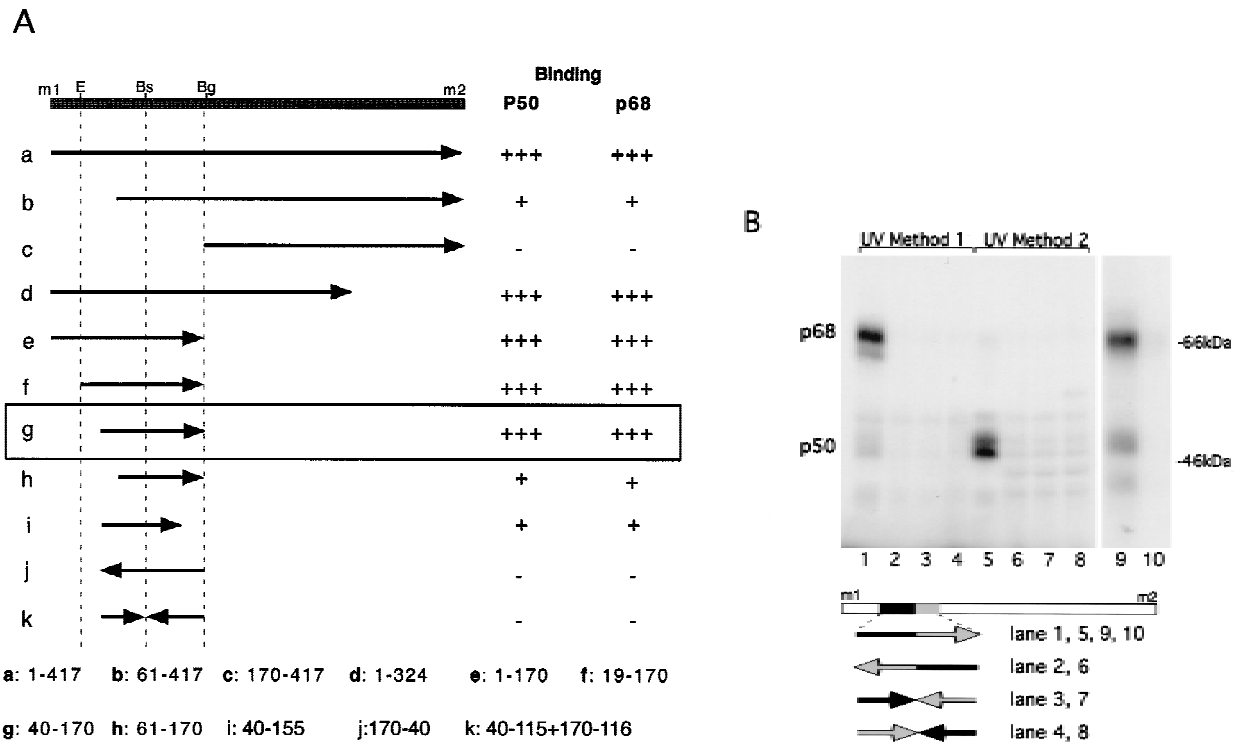 A
Binding
m1 E Bs Bg m2 P50 p68
a +++ +++
b + +
c - -
d +++ +++
e +++ +++
f +++ +++
g +++ +++
h + +
i + +
j - -
k - -
a: 1-417 b: 61-417 c: 170-417 d: 1-324 e: 1-170 f: 19-170
g: 40-170 h: 61-170 i: 40-155 j:170-40 k: 40-115+170-116
B
UV Method 1 UV Method 2
p68 -66kDa
p50 -46kDa
1 2 3 4 5 6 7 8 9 10
m1 m2
lane 1, 5, 9, 10
lane 2, 6
lane 3, 7
lane 4, 8